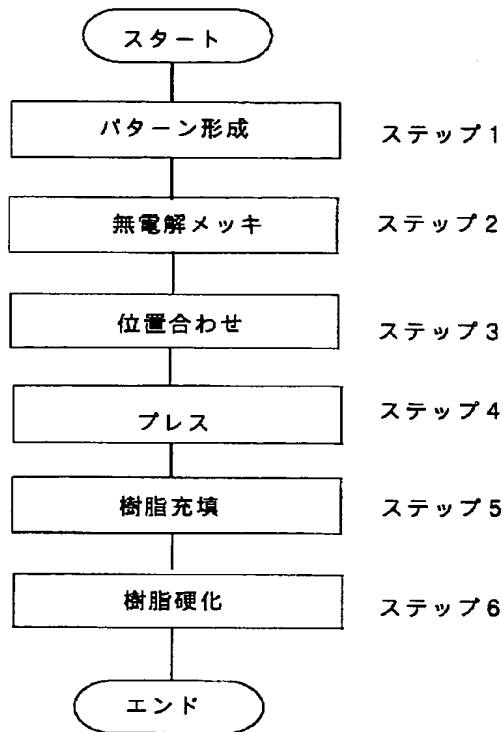 スタート
パターン形成 ステップ1
無電解メッキ ステップ2
位置合わせ ステップ3
プレス ステップ4
樹脂充填 ステップ5
樹脂硬化 ステップ6
エンド